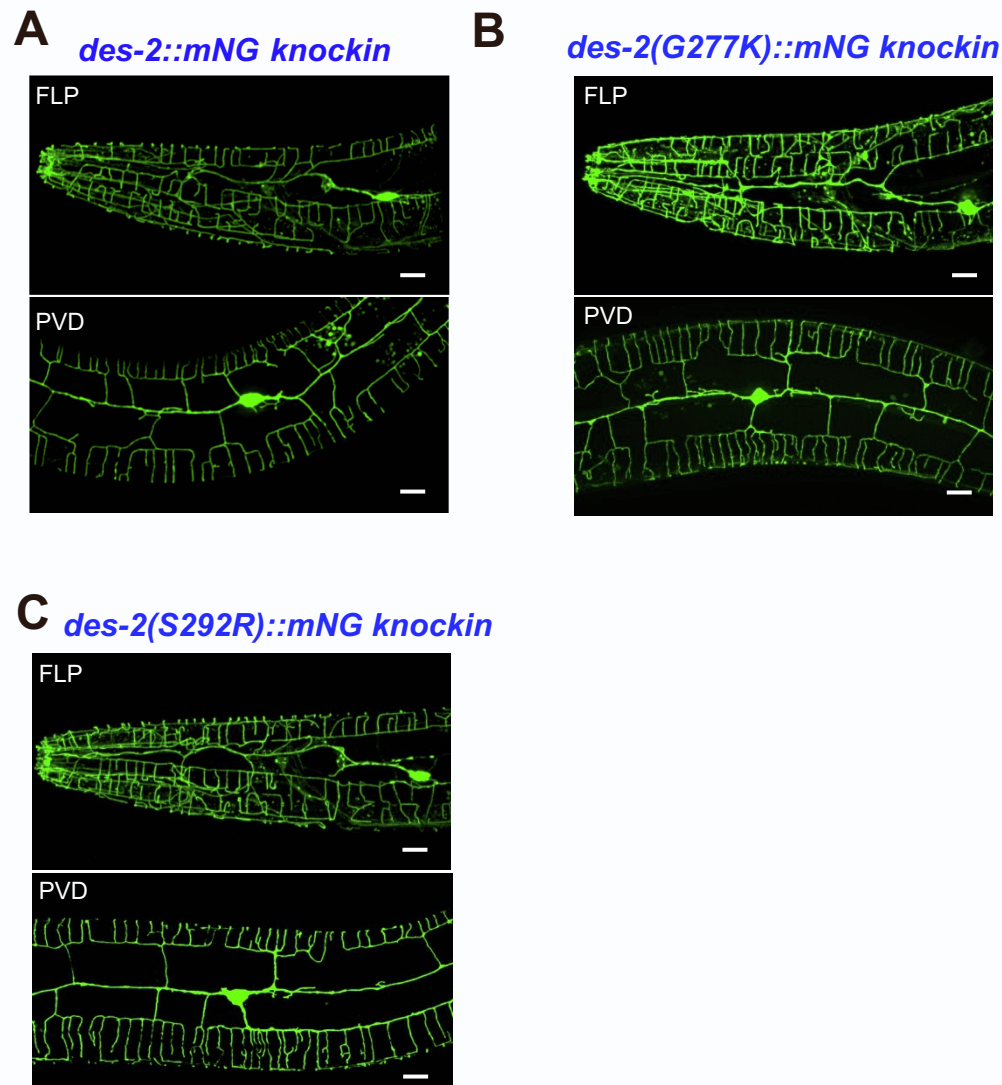 A
des-2::mNG knockin
FLP
PVD
B
des-2(G277K)::mNG knockin
FLP
PVD
C
des-2(S292R)::mNG knockin
FLP
PVD